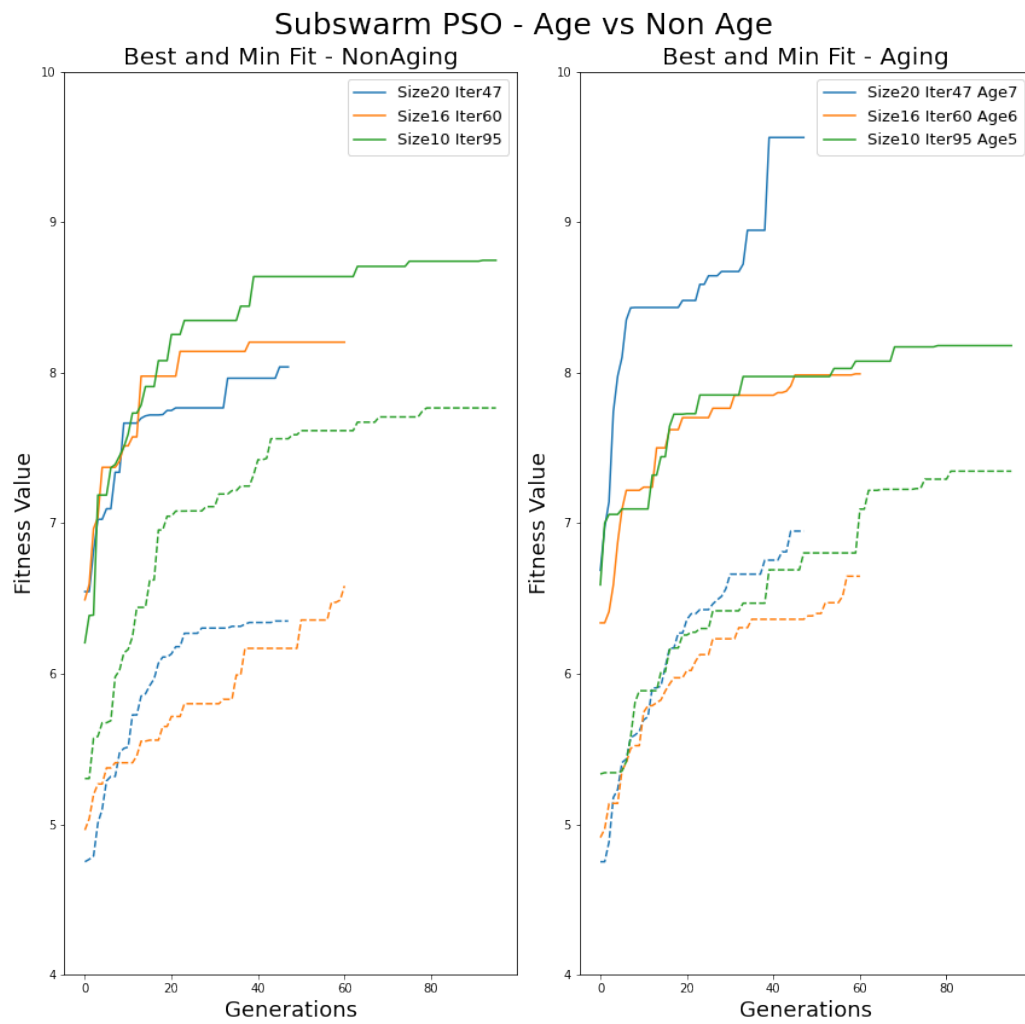 Subswarm PSO - Age vs Non Age
Best and Min Fit - NonAging
10
9
8
7
6
5
4
Fitness Value
0
20
40
60
80
Generations
Size20 Iter47
Size16 Iter60
Size10 Iter95
Best and Min Fit - Aging
10
9
8
7
6
5
4
Fitness Value
0
20
40
60
80
Generations
Size20 Iter47 Age7
Size16 Iter60 Age6
Size10 Iter95 Age5